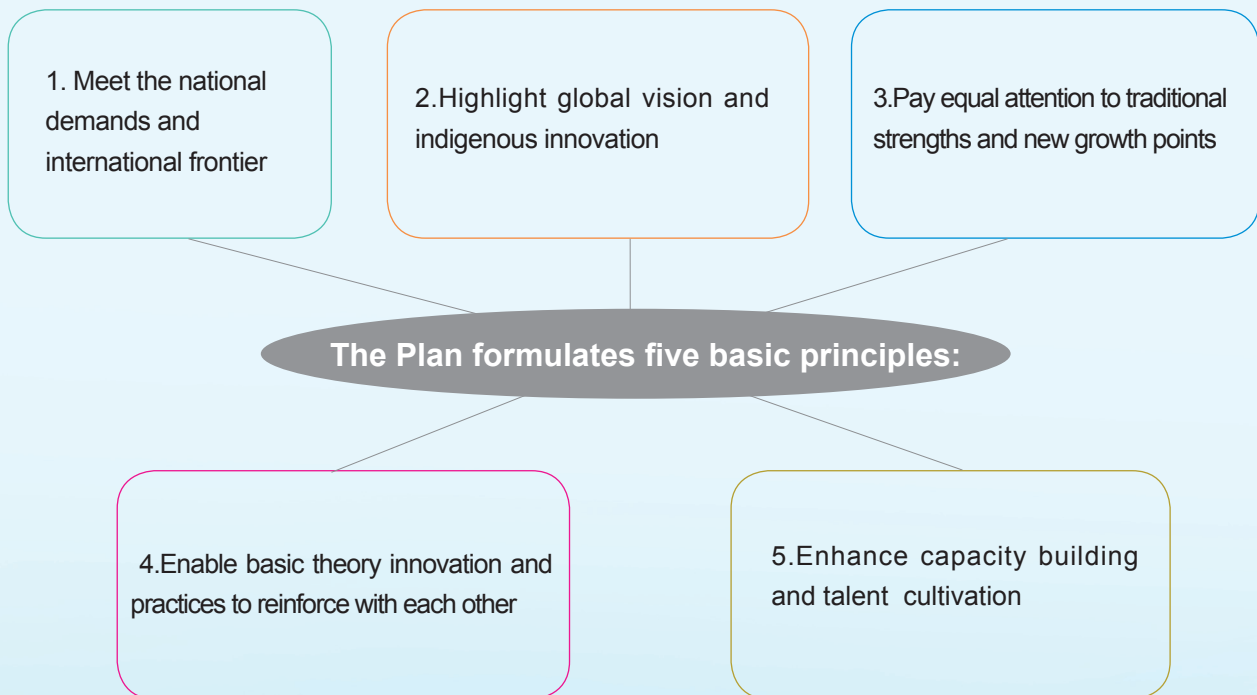 1. Meet the national
demands and
international frontier
2.Highlight global vision and
indigenous innovation
3.Pay equal attention to traditional
strengths and new growth points
The Plan formulates five basic principles:
4.Enable basic theory innovation and
practices to reinforce with each other
5.Enhance capacity building
and talent cultivation